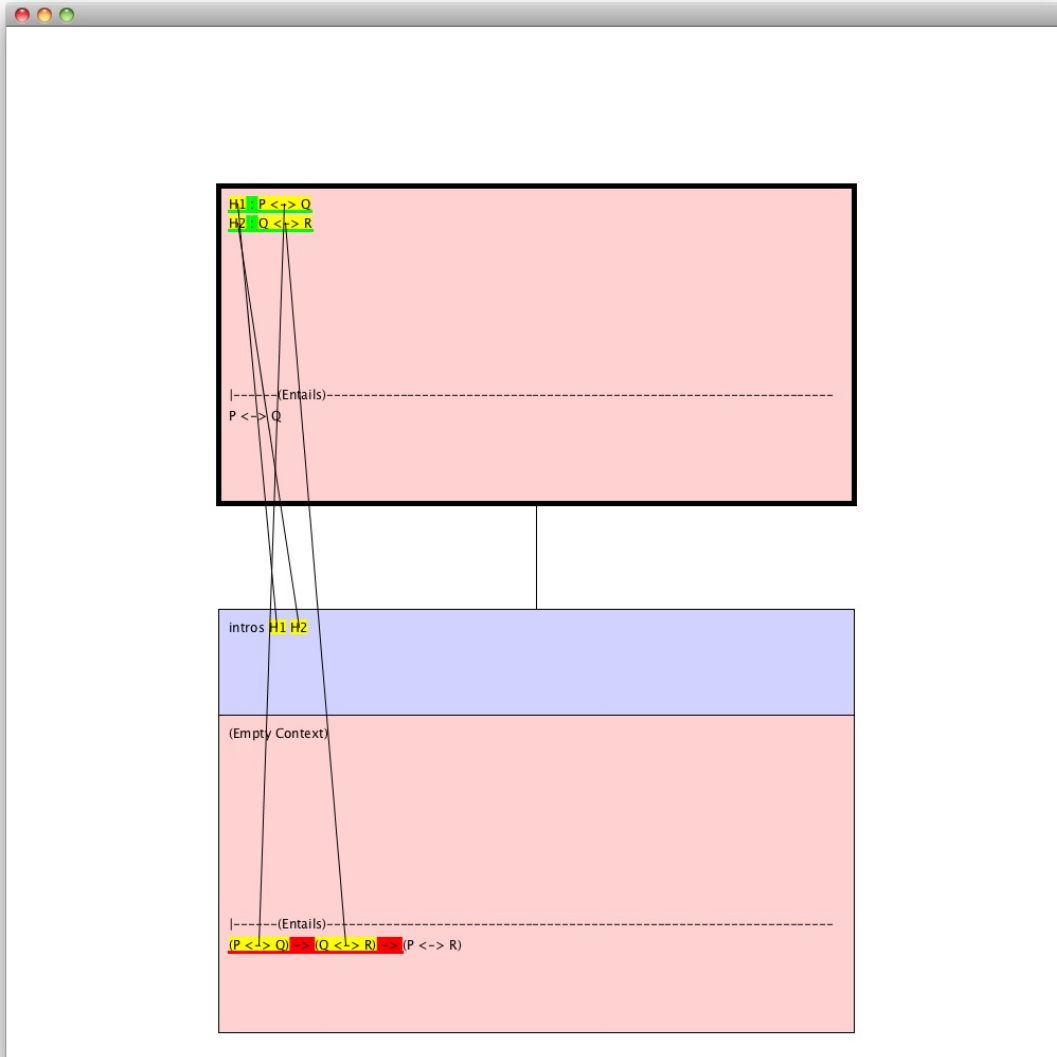 H1 : P <-> Q
H2 : Q <-> R
|------(Entails)---------------------------------------------------------------------
P <-> Q
intros H1 H2
(Empty Context)
|------(Entails)---------------------------------------------------------------------
(P <-> Q) -> (Q <-> R) -> (P <-> R)